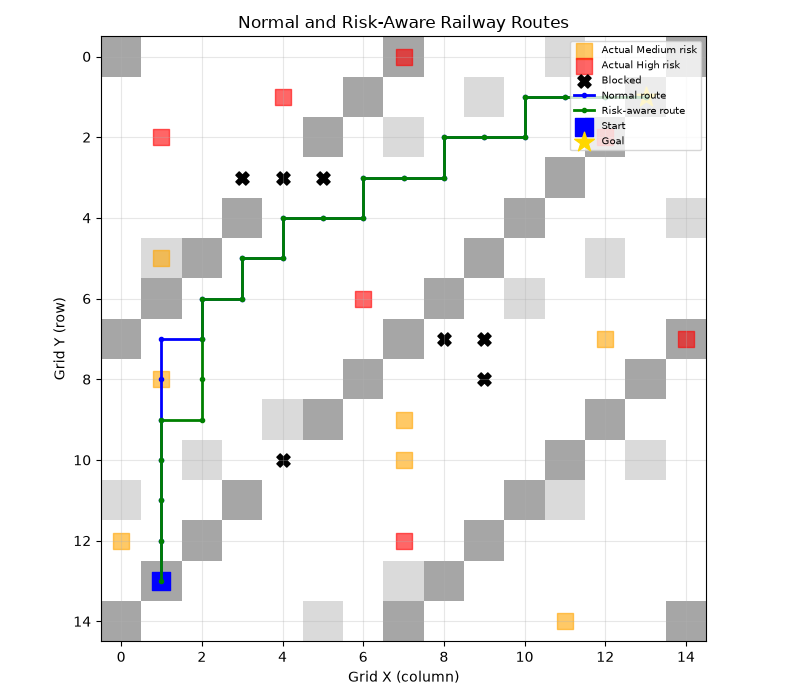 Normal and Risk-Aware Railway Routes
Actual Medium risk
Actual High risk
Blocked
Normal route
Risk-aware route
Start
Goal
0
2
4
6
8
10
12
14
Grid Y (row)
0
2
4
6
8
10
12
14
Grid X (column)